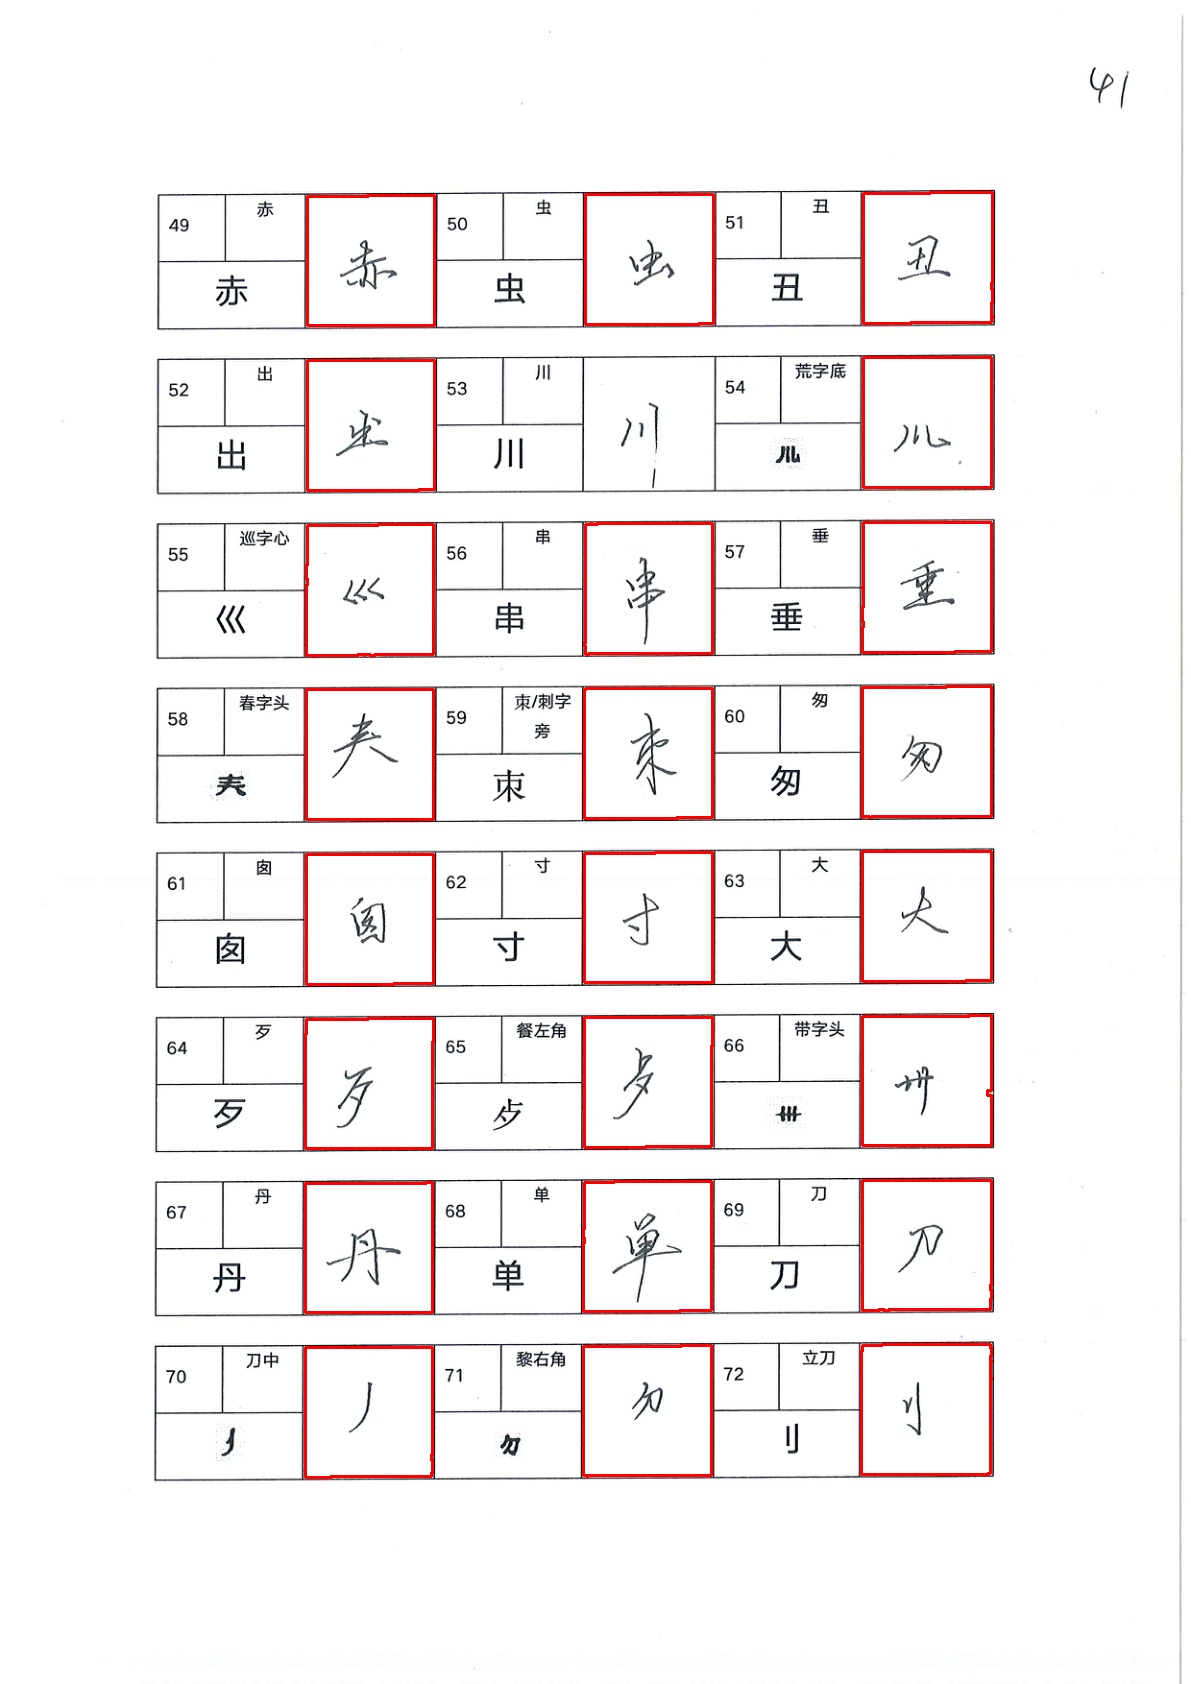 41
49 赤 赤 赤 50 虫 虫 虫 51 丑 丑 丑
52 出 出 出 53 川 川 川 54 荒字底 㐬 㐬
55 巡字心 巛 巛 56 串 串 串 57 垂 垂 垂
58 春字头 𡗗 𡗗 59 朿/刺字旁 朿 朿 60 匆 匆 匆
61 囱 囱 囱 62 寸 寸 寸 63 大 大 大
64 歹 歹 歹 65 餐左角 歺 歺 66 带字头 卌 卌
67 丹 丹 丹 68 单 单 单 69 刀 刀 刀
70 刀中 丿 丿 71 黎右角 勿 勿 72 立刀 刂 刂